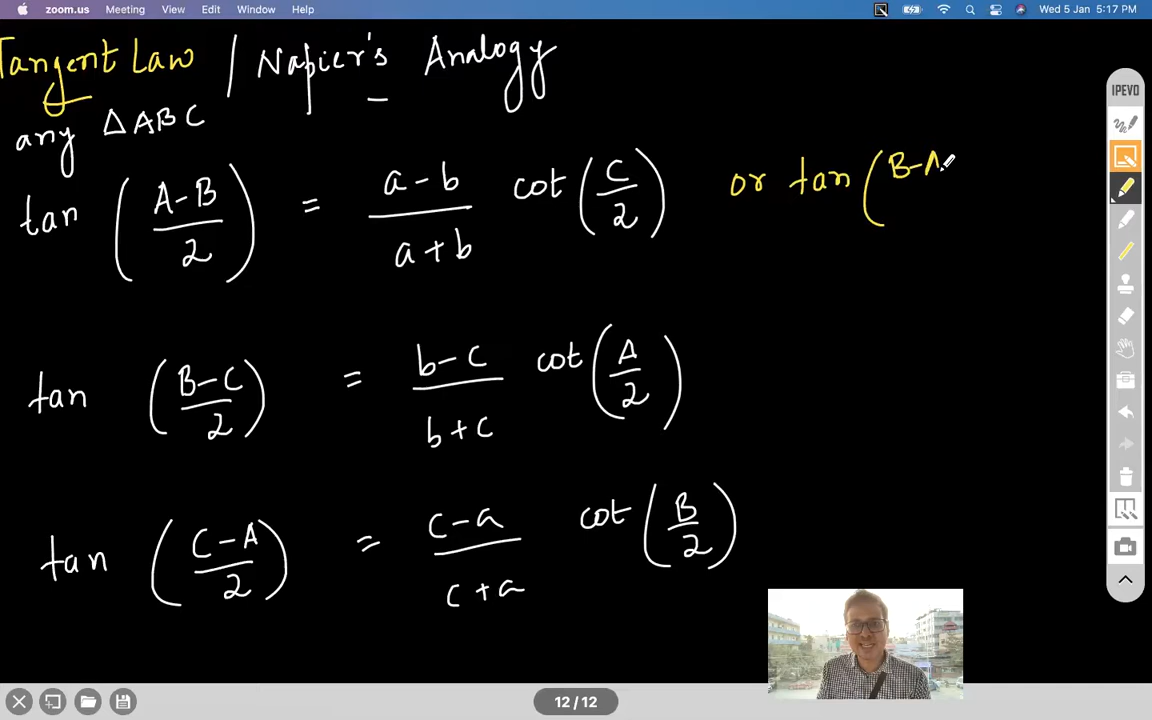 zoom.us Meeting View Edit Window Help Wed 5 Jan 5:17 PM
Tangent Law / Napier's Analogy
any △ABC
tan (A-B/2) = a-b/a+b cot (C/2) or tan (B-A
tan (B-C/2) = b-c/b+c cot (A/2)
tan (C-A/2) = c-a/c+a cot (B/2)
IPEVO
12/12